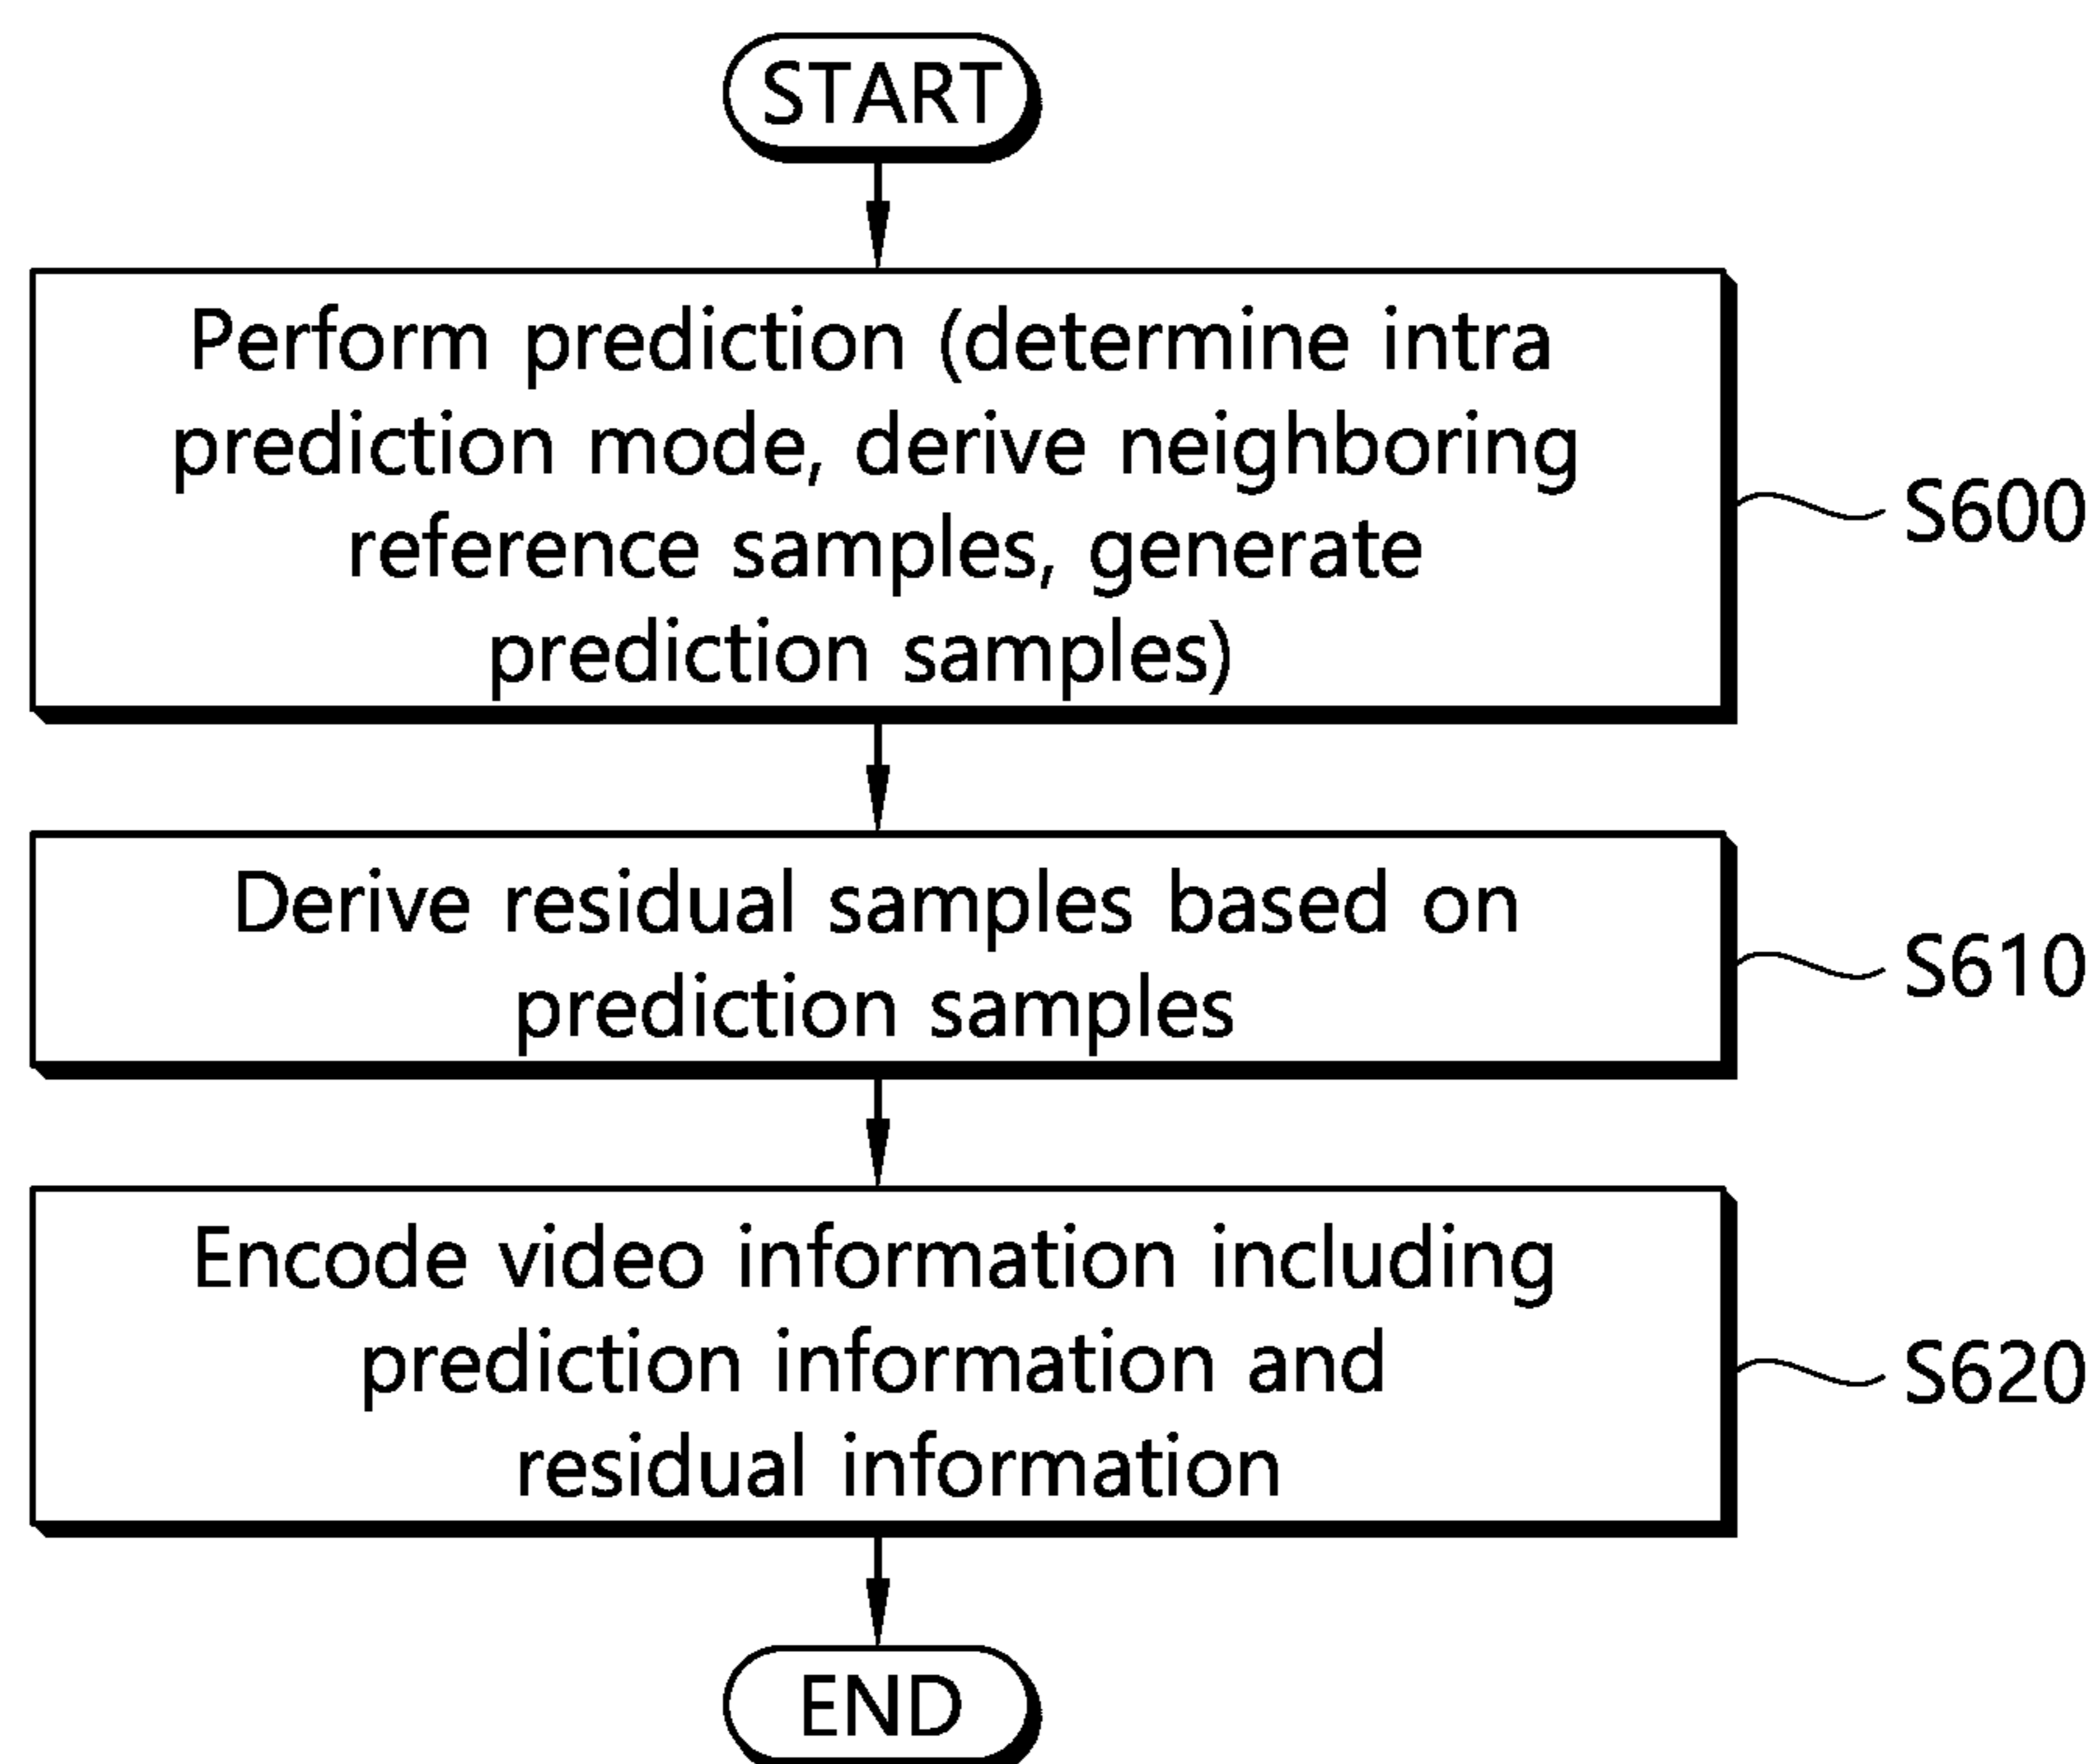 START
Perform prediction (determine intra
prediction mode, derive neighboring
reference samples, generate
prediction samples)
S600
Derive residual samples based on
prediction samples
S610
Encode video information including
prediction information and
residual information
S620
END